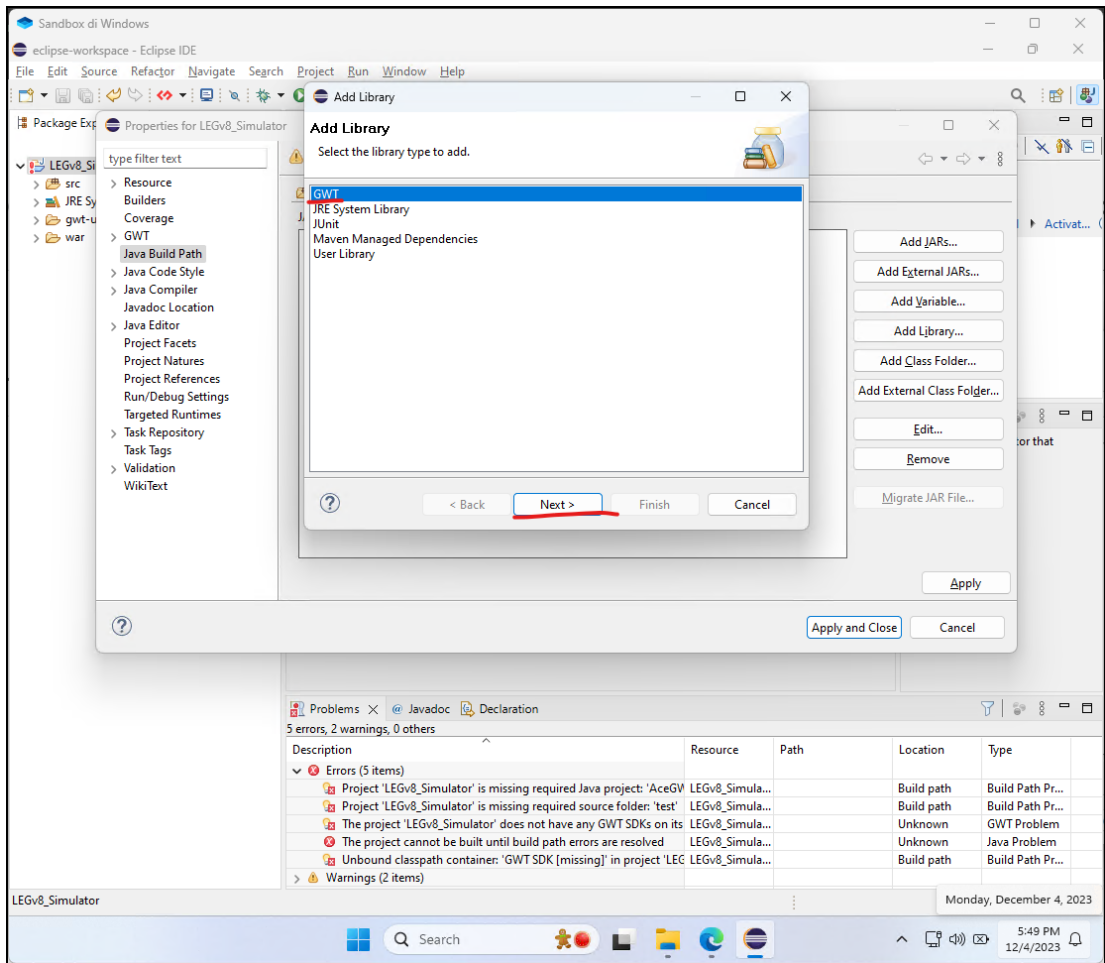 Sandbox di Windows
eclipse-workspace - Eclipse IDE
File Edit Source Refactor Navigate Search Project Run Window Help
Package Exp
Properties for LEGv8_Simulator
Add Library
Add Library
Select the library type to add.
type filter text
LEGv8_Si
src
JRE Sy
gwt-u
war
Resource
Builders
Coverage
GWT
Java Build Path
Java Code Style
Java Compiler
Javadoc Location
Java Editor
Project Facets
Project Natures
Project References
Run/Debug Settings
Targeted Runtimes
Task Repository
Task Tags
Validation
WikiText
GWT
JRE System Library
JUnit
Maven Managed Dependencies
User Library
< Back Next > Finish Cancel
Add JARs...
Add External JARs...
Add Variable...
Add Library...
Add Class Folder...
Add External Class Folder...
Edit...
Remove
Migrate JAR File...
Apply
Apply and Close Cancel
Activat...
tor that
Problems Javadoc Declaration
5 errors, 2 warnings, 0 others
Description Resource Path Location Type
Errors (5 items)
Project 'LEGv8_Simulator' is missing required Java project: 'AceGW LEGv8_Simula... Build path Build Path Pr...
Project 'LEGv8_Simulator' is missing required source folder: 'test' LEGv8_Simula... Build path Build Path Pr...
The project 'LEGv8_Simulator' does not have any GWT SDKs on its LEGv8_Simula... Unknown GWT Problem
The project cannot be built until build path errors are resolved LEGv8_Simula... Unknown Java Problem
Unbound classpath container: 'GWT SDK [missing]' in project 'LEG LEGv8_Simula... Build path Build Path Pr...
Warnings (2 items)
LEGv8_Simulator
Monday, December 4, 2023
Search
5:49 PM
12/4/2023